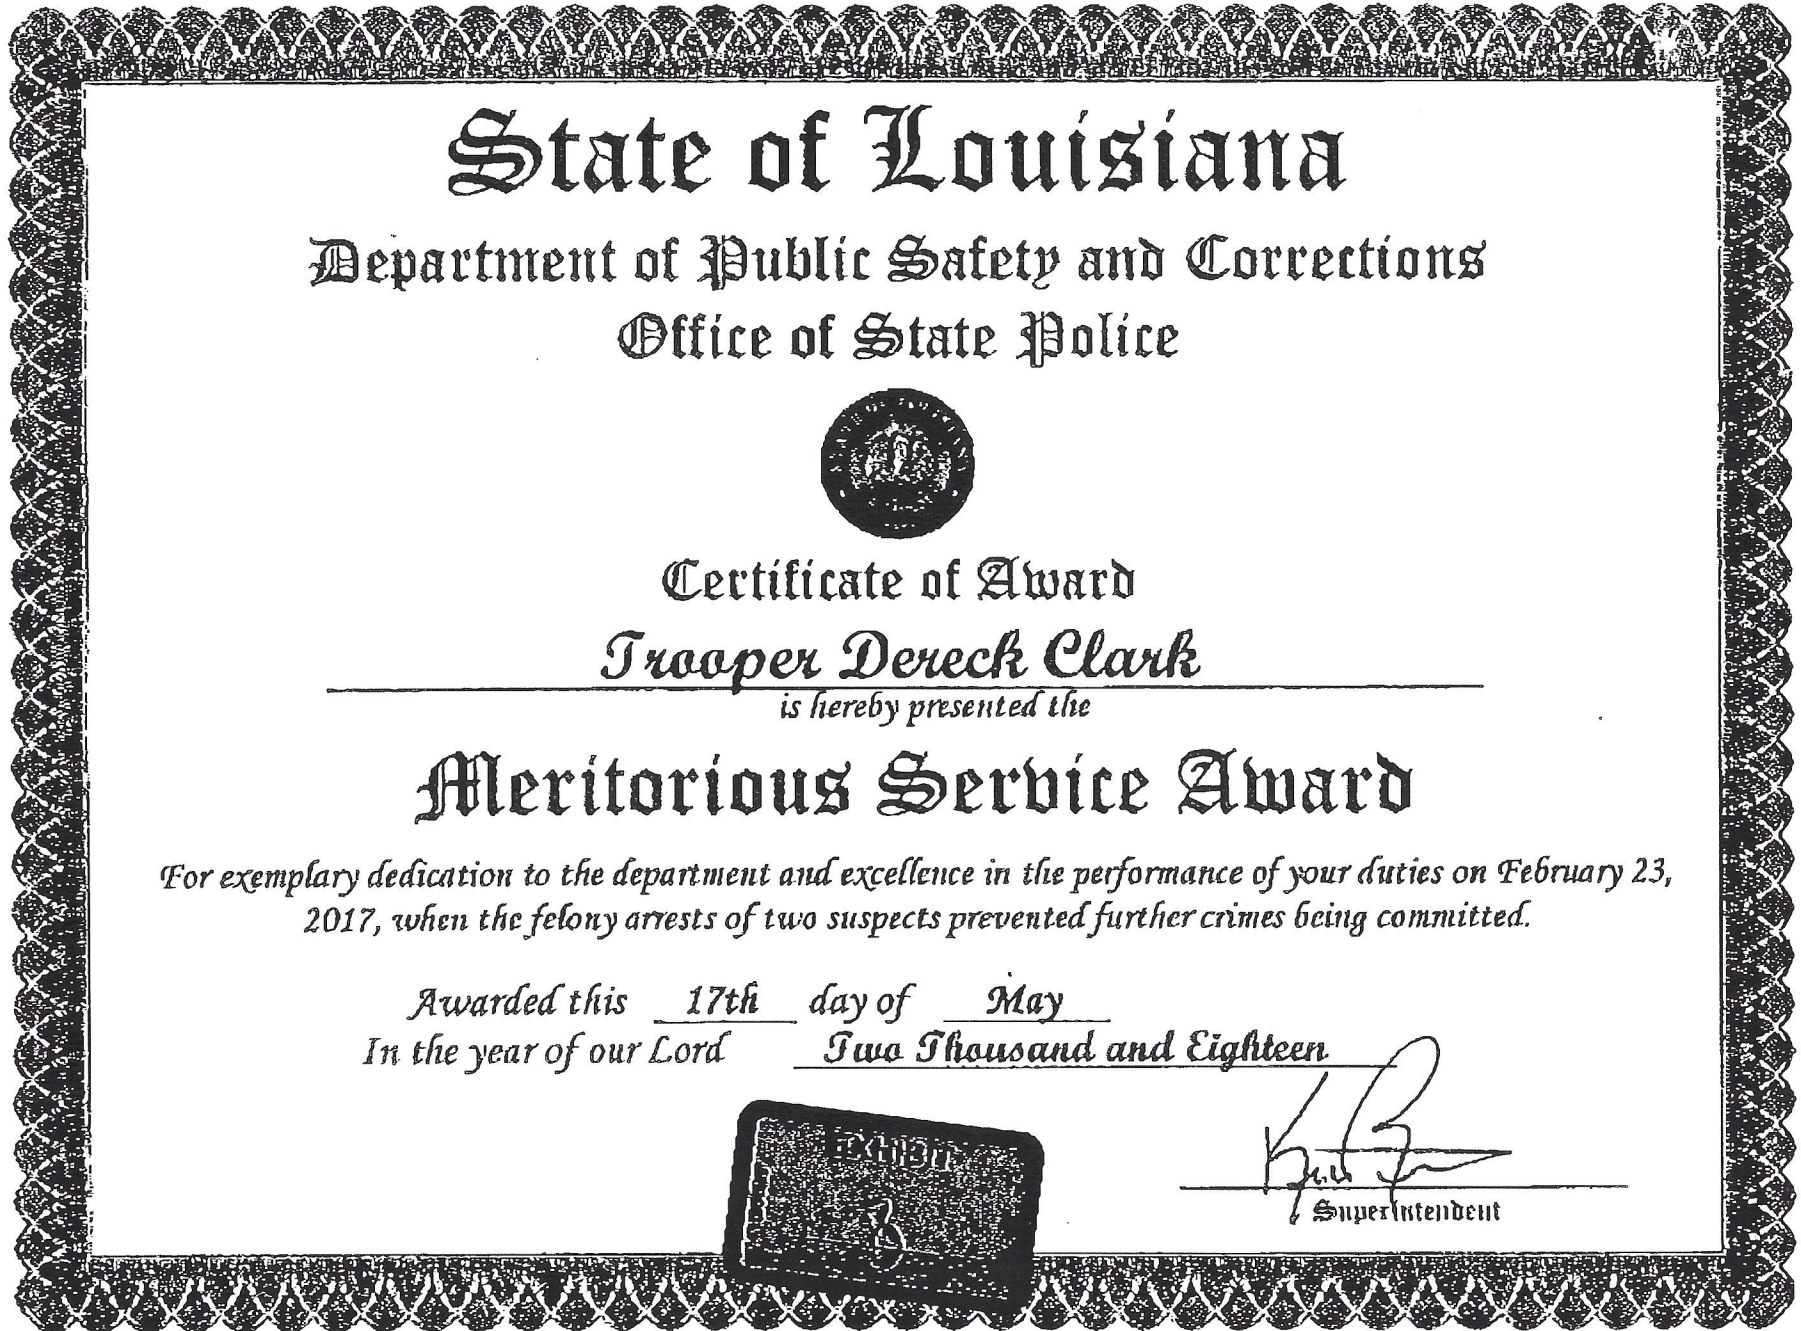 State of Louisiana
Department of Public Safety and Corrections
Office of State Police
Certificate of Award
Trooper Dereck Clark
is hereby presented the
Meritorious Service Award
For exemplary dedication to the department and excellence in the performance of your duties on February 23,
2017, when the felony arrests of two suspects prevented further crimes being committed.
Awarded this 17th day of May
In the year of our Lord Two Thousand and Eighteen
Superintendent
EXHIBIT